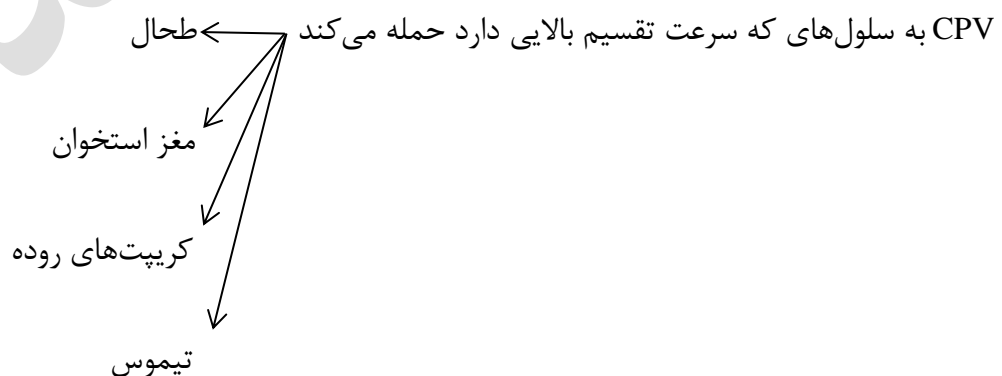 CPV به سلول‌های که سرعت تقسیم بالایی دارد حمله می‌کند طحال
مغز استخوان
کریپت‌های روده
تیموس